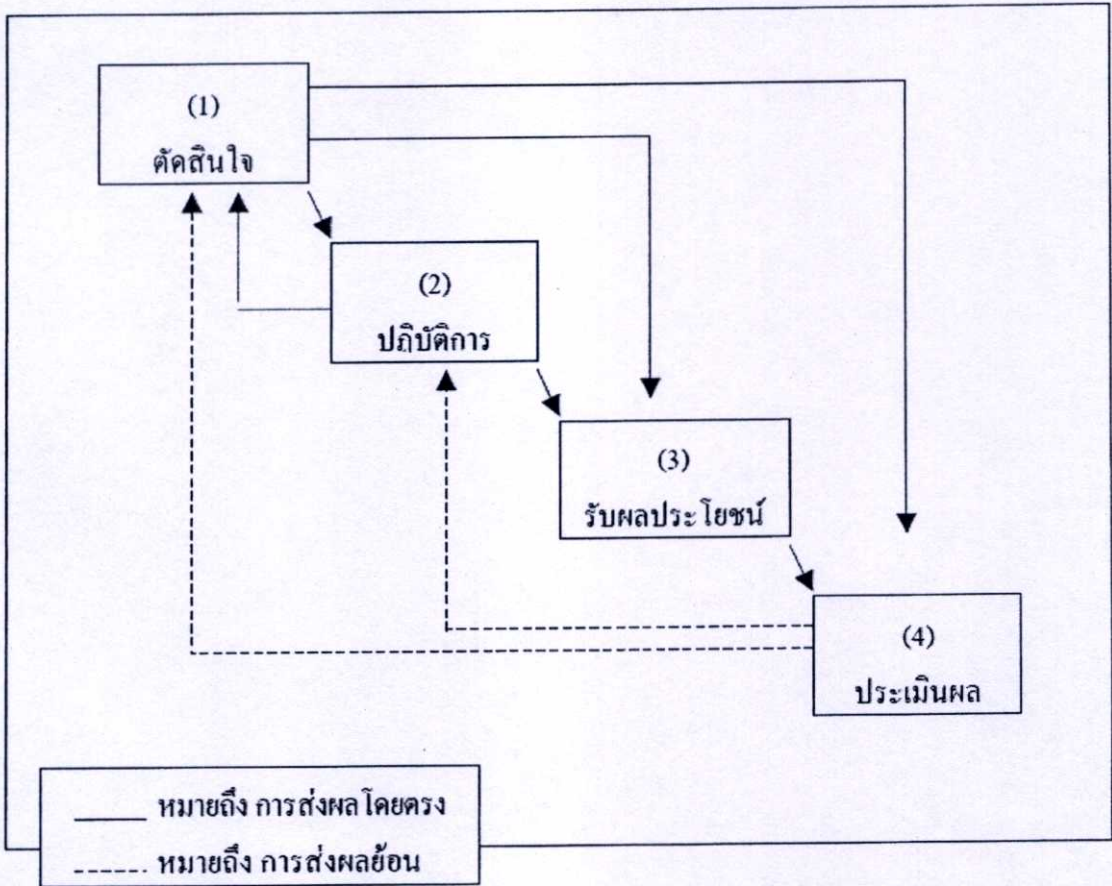 (1)
ตัดสินใจ
(2)
ปฏิบัติการ
(3)
รับผลประโยชน์
(4)
ประเมินผล
หมายถึง การส่งผลโดยตรง
หมายถึง การส่งผลย้อน